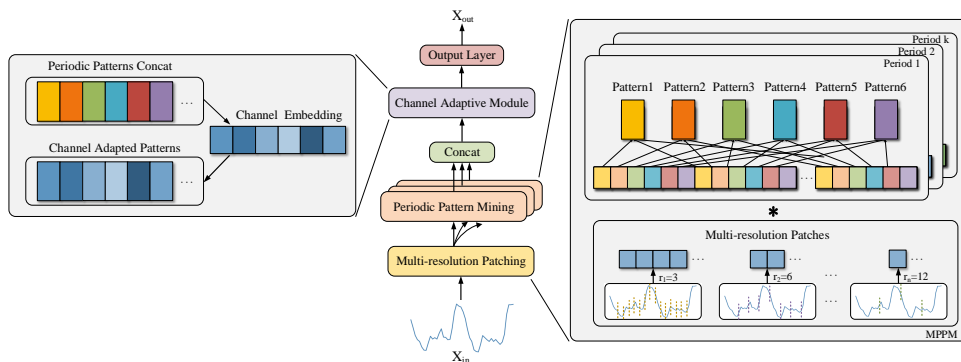 X_out
Output Layer
Channel Adaptive Module
Concat
Periodic Pattern Mining
Multi-resolution Patching
X_in
Periodic Patterns Concat
...
Channel Embedding
Channel Adapted Patterns
...
Period k
Period 2
Period 1
Pattern1 Pattern2 Pattern3 Pattern4 Pattern5 Pattern6
...
*
Multi-resolution Patches
... ... ...
r₁=3 r₂=6 ... rₙ=12
...
MPPM